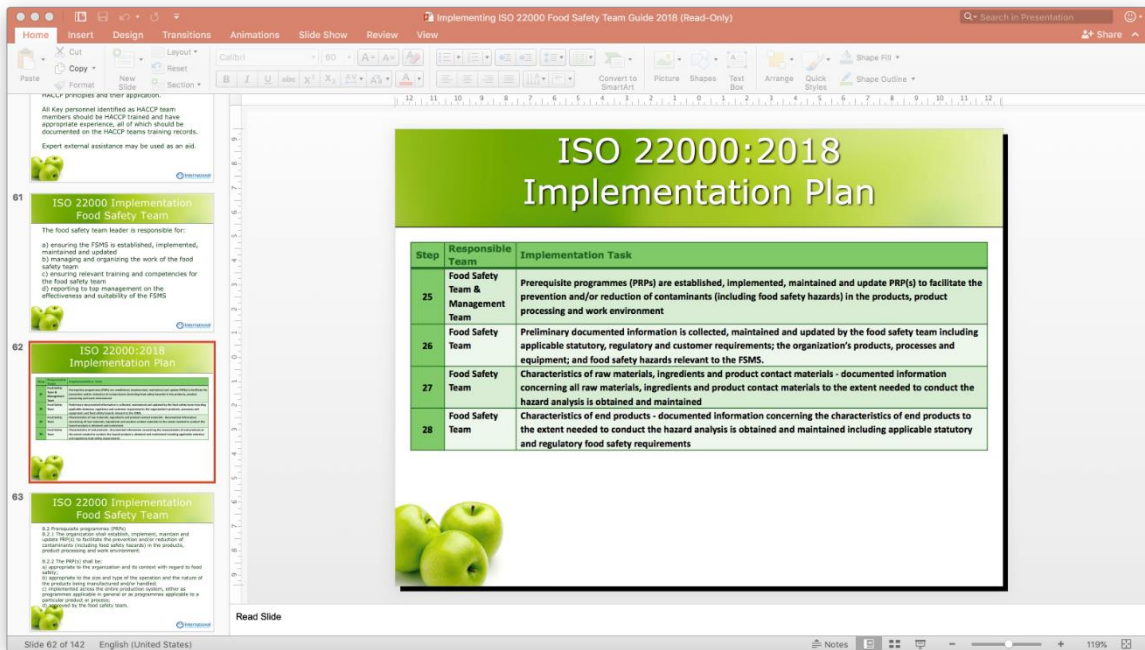 Implementing ISO 22000 Food Safety Team Guide 2018 (Read-Only)
Search in Presentation
Home Insert Design Transitions Animations Slide Show Review View
Share
Paste
Cut
Copy
Format
New Slide
Layout
Reset
Section
Calibri
60
B I U abc X² X₂ AV Aa A
Convert to SmartArt
Picture
Shapes
Text Box
Arrange
Quick Styles
Shape Fill
Shape Outline
HACCP principles and their application.
All Key personnel identified as HACCP team
members should be HACCP trained and have
appropriate experience, all of which should be
documented on the HACCP teams training records.
Expert external assistance may be used as an aid.
International
61
ISO 22000 Implementation
Food Safety Team
The food safety team leader is responsible for:
a) ensuring the FSMS is established, implemented,
maintained and updated
b) managing and organizing the work of the food
safety team
c) ensuring relevant training and competencies for
the food safety team
d) reporting to top management on the
effectiveness and suitability of the FSMS
International
62
ISO 22000:2018
Implementation Plan
63
ISO 22000 Implementation
Food Safety Team
8.2 Prerequisite programmes (PRPs)
8.2.1 The organization shall establish, implement, maintain and
update PRP(s) to facilitate the prevention and/or reduction of
contaminants (including food safety hazards) in the products,
product processing and work environment.
8.2.2 The PRP(s) shall be:
a) appropriate to the organization and its context with regard to food
safety;
b) appropriate to the size and type of the operation and the nature of
the products being manufactured and/or handled;
c) implemented across the entire production system, either as
programmes applicable in general or as programmes applicable to a
particular product or process;
d) approved by the food safety team.
International
ISO 22000:2018
Implementation Plan
Step
Responsible
Team
Implementation Task
25
Food Safety
Team &
Management
Team
Prerequisite programmes (PRPs) are established, implemented, maintained and update PRP(s) to facilitate the
prevention and/or reduction of contaminants (including food safety hazards) in the products, product
processing and work environment
26
Food Safety
Team
Preliminary documented information is collected, maintained and updated by the food safety team including
applicable statutory, regulatory and customer requirements; the organization's products, processes and
equipment; and food safety hazards relevant to the FSMS.
27
Food Safety
Team
Characteristics of raw materials, ingredients and product contact materials - documented information
concerning all raw materials, ingredients and product contact materials to the extent needed to conduct the
hazard analysis is obtained and maintained
28
Food Safety
Team
Characteristics of end products - documented information concerning the characteristics of end products to
the extent needed to conduct the hazard analysis is obtained and maintained including applicable statutory
and regulatory food safety requirements
Read Slide
Slide 62 of 142 English (United States)
Notes
119%